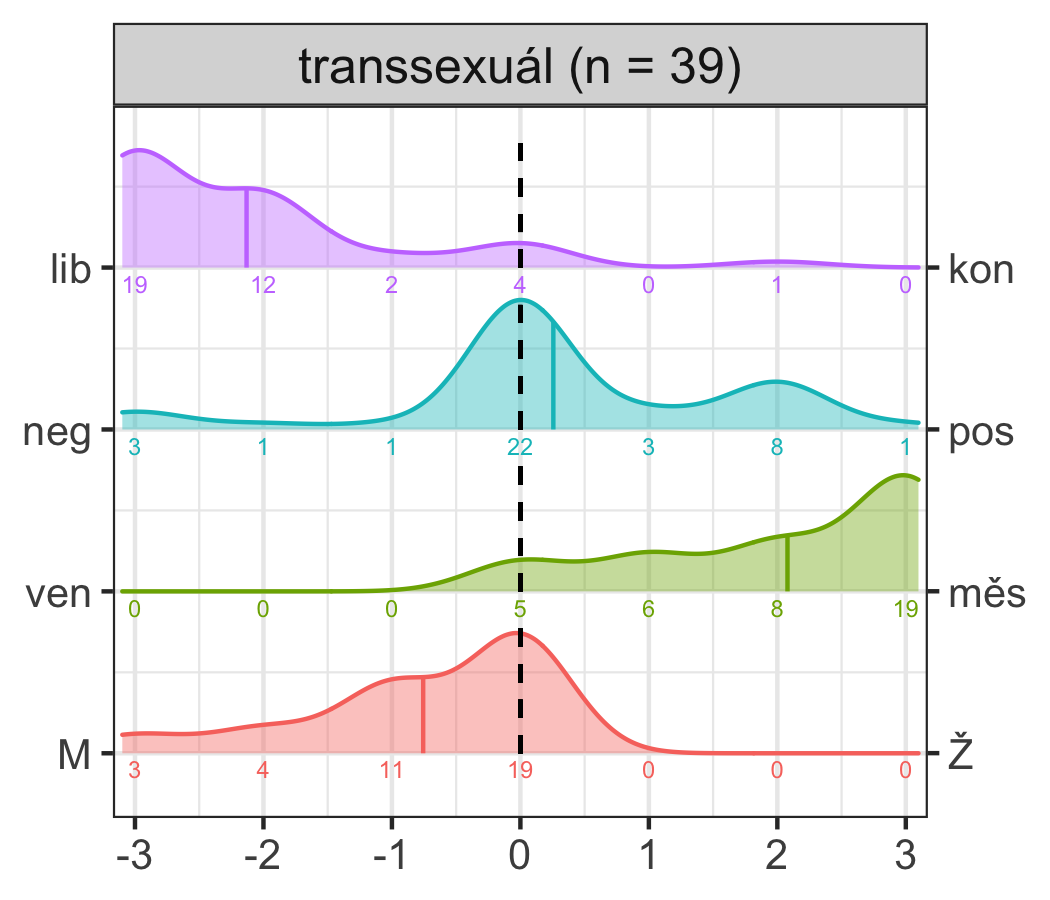 transsexuál (n = 39)
lib kon
19 12 2 4 0 1 0
neg pos
3 1 1 22 3 8 1
ven měs
0 0 0 5 6 8 19
M Ž
3 4 11 19 0 0 0
-3 -2 -1 0 1 2 3